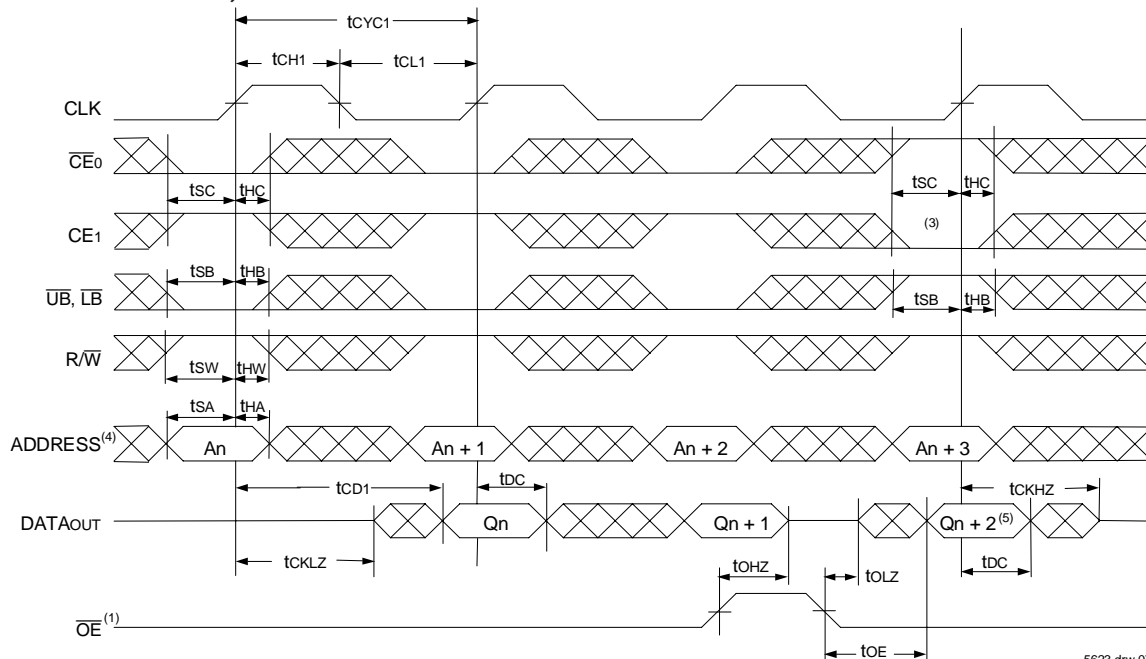 tCYC1
tCH1 tCL1
CLK
CE0
tSC tHC tSC tHC
CE1 (3)
tSB tHB
UB, LB tSB tHB
R/W
tSW tHW
tSA tHA
ADDRESS(4) An An + 1 An + 2 An + 3
tCD1 tDC tCKHZ
DATAOUT Qn Qn + 1 Qn + 2(5)
tCKLZ tOHZ tOLZ tDC
OE(1)
tOE